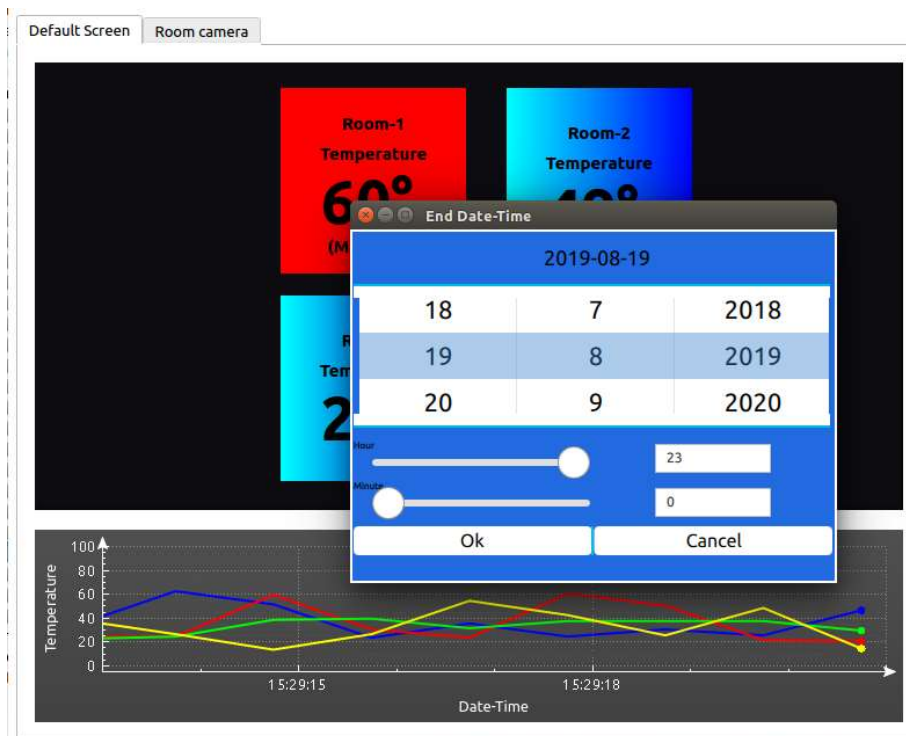 Default Screen
Room camera
Room-1
Temperature
60°
(M
Room-2
Temperature
End Date-Time
2019-08-19
18 7 2018
19 8 2019
20 9 2020
Hour
23
Minute
0
Ok
Cancel
2
Temperature
100
80
60
40
20
0
15:29:15
15:29:18
Date-Time